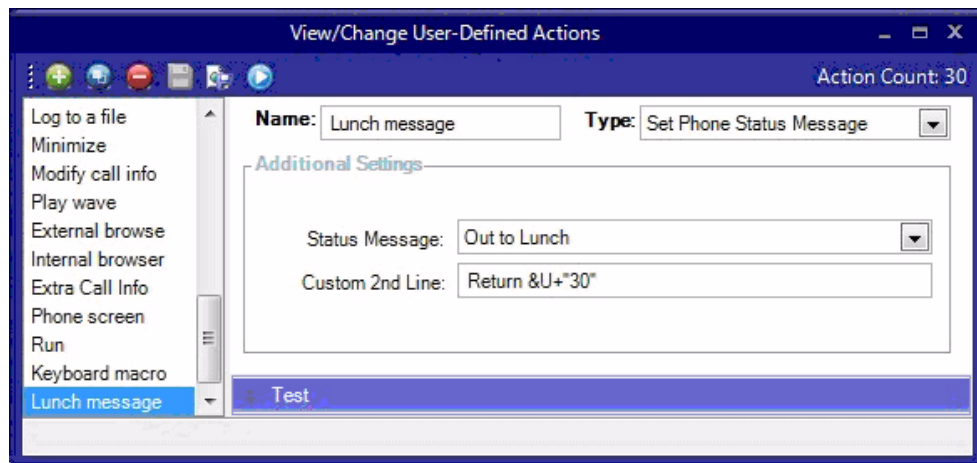 View/Change User-Defined Actions
Action Count: 30
Log to a file
Minimize
Modify call info
Play wave
External browse
Internal browser
Extra Call Info
Phone screen
Run
Keyboard macro
Lunch message
Name: Lunch message Type: Set Phone Status Message
Additional Settings
Status Message: Out to Lunch
Custom 2nd Line: Return &U+"30"
Test